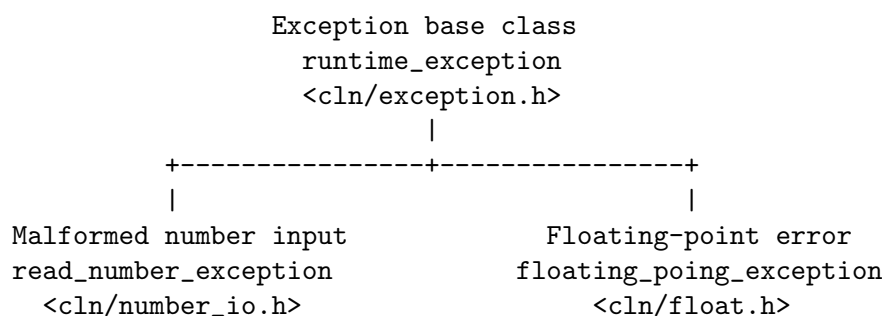 Exception base class
runtime_exception
<cln/exception.h>
|
+----------------+----------------+
| |
Malformed number input Floating-point error
read_number_exception floating_poing_exception
<cln/number_io.h> <cln/float.h>